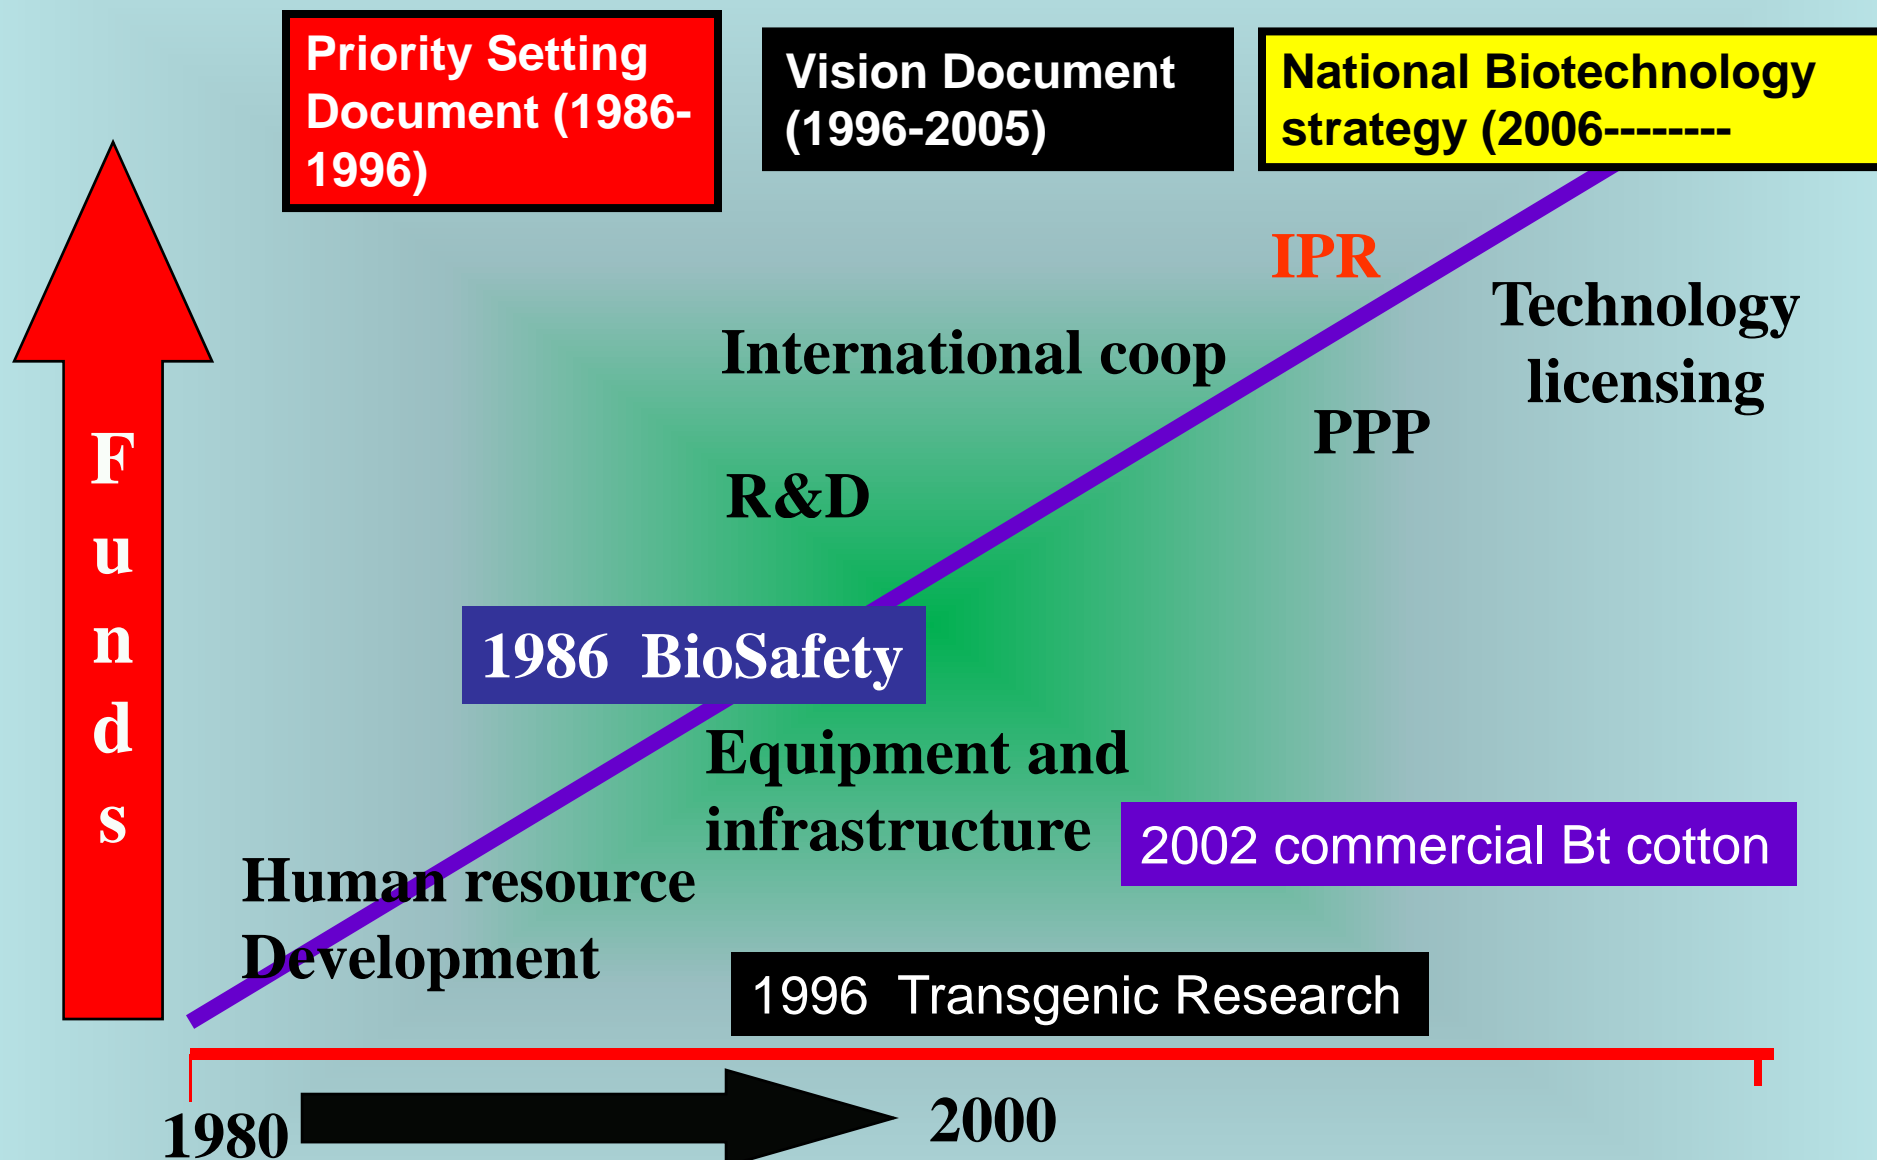 Priority Setting
Document (1986-
1996)
Vision Document
(1996-2005)
National Biotechnology
strategy (2006--------
IPR
Technology
licensing
International coop
PPP
R&D
Funds
1986  BioSafety
Equipment and
infrastructure
2002 commercial Bt cotton
Human resource
Development
1996  Transgenic Research
1980
2000